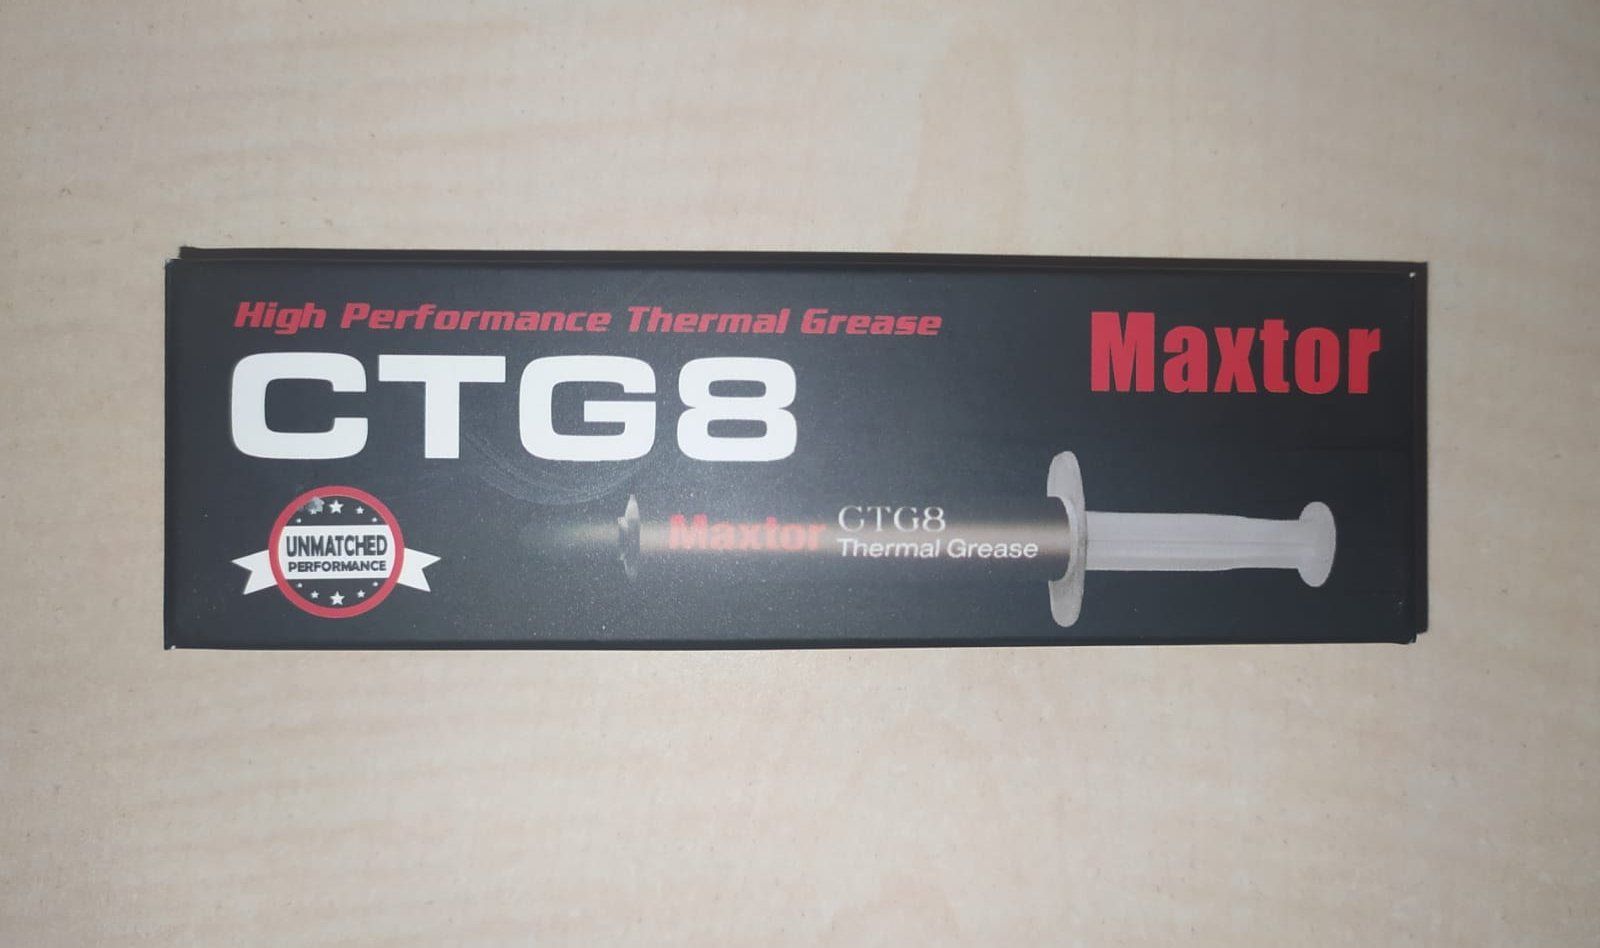 High Performance Thermal Grease
CTG8
Maxtor
UNMATCHED
PERFORMANCE
Maxtor CTG8
Thermal Grease